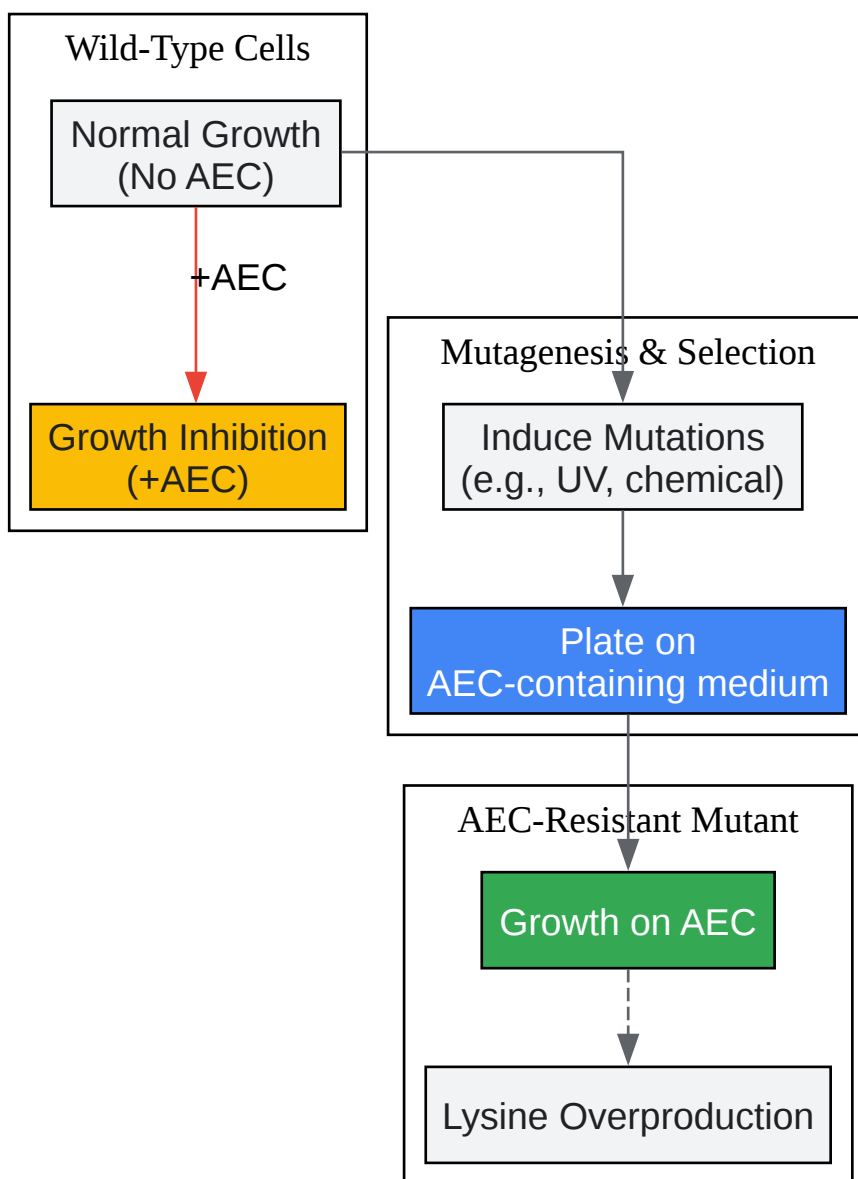 Wild-Type Cells
Normal Growth
(No AEC)
+AEC
Growth Inhibition
(+AEC)
Mutagenesis & Selection
Induce Mutations
(e.g., UV, chemical)
Plate on
AEC-containing medium
AEC-Resistant Mutant
Growth on AEC
Lysine Overproduction